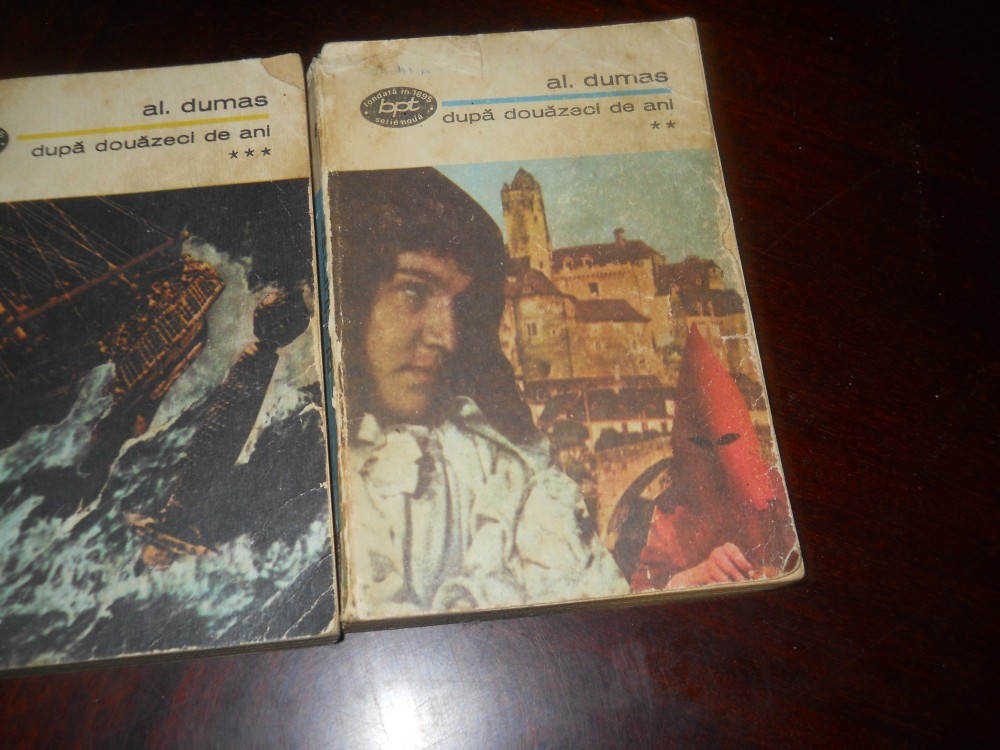 al. dumas
după douăzeci de ani
***
fondată în 1895
bpt
serie nouă
al. dumas
după douăzeci de ani
**